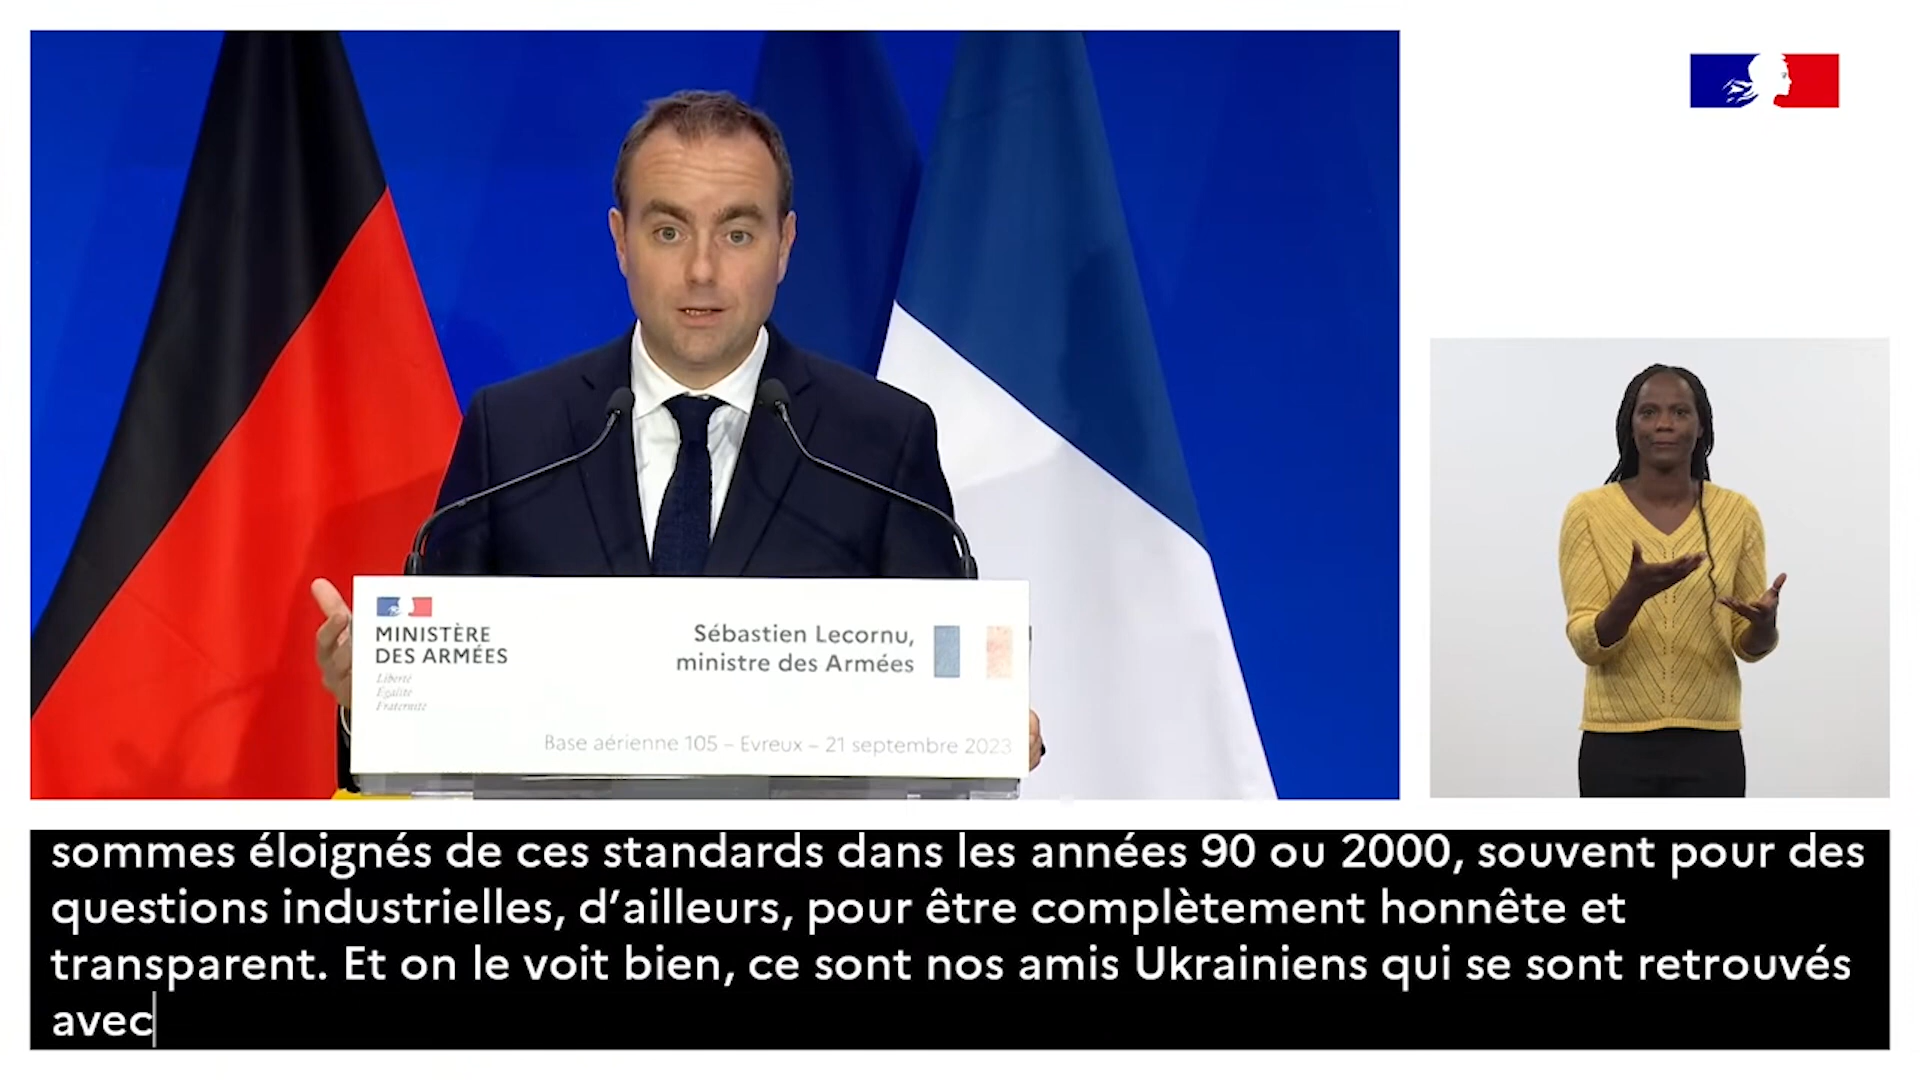 MINISTÈRE
DES ARMÉES
Liberté
Égalité
Fraternité
Sébastien Lecornu,
ministre des Armées
Base aérienne 105 – Evreux – 21 septembre 2023
sommes éloignés de ces standards dans les années 90 ou 2000, souvent pour des
questions industrielles, d’ailleurs, pour être complètement honnête et
transparent. Et on le voit bien, ce sont nos amis Ukrainiens qui se sont retrouvés
avec